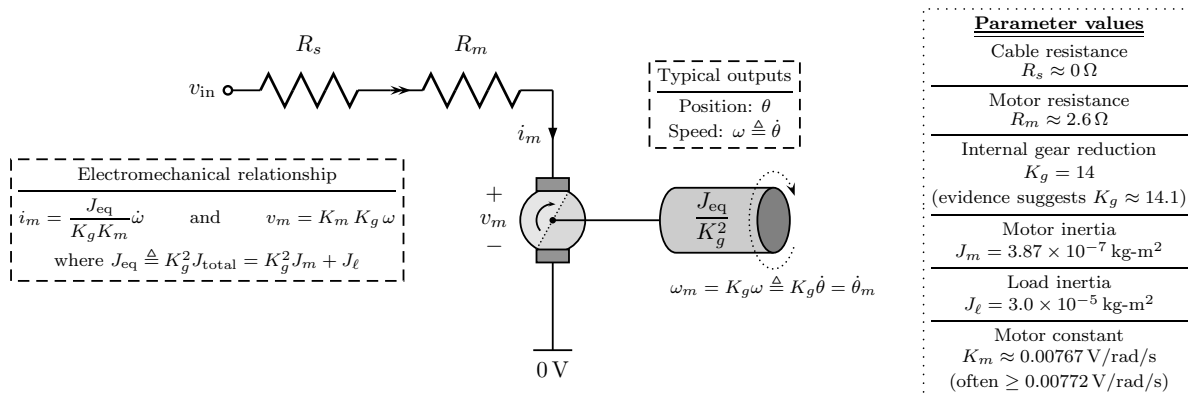 R_s
R_m
v_in
i_m
+
v_m
−
0 V
Electromechanical relationship
i_m = J_eq / (K_g K_m) ω̇ and v_m = K_m K_g ω
where J_eq ≜ K_g^2 J_total = K_g^2 J_m + J_ℓ
Typical outputs
Position: θ
Speed: ω ≜ θ̇
J_eq / K_g^2
ω_m = K_g ω ≜ K_g θ̇ = θ̇_m
Parameter values
Cable resistance
R_s ≈ 0 Ω
Motor resistance
R_m ≈ 2.6 Ω
Internal gear reduction
K_g = 14
(evidence suggests K_g ≈ 14.1)
Motor inertia
J_m = 3.87 × 10^−7 kg-m^2
Load inertia
J_ℓ = 3.0 × 10^−5 kg-m^2
Motor constant
K_m ≈ 0.00767 V/rad/s
(often ≥ 0.00772 V/rad/s)